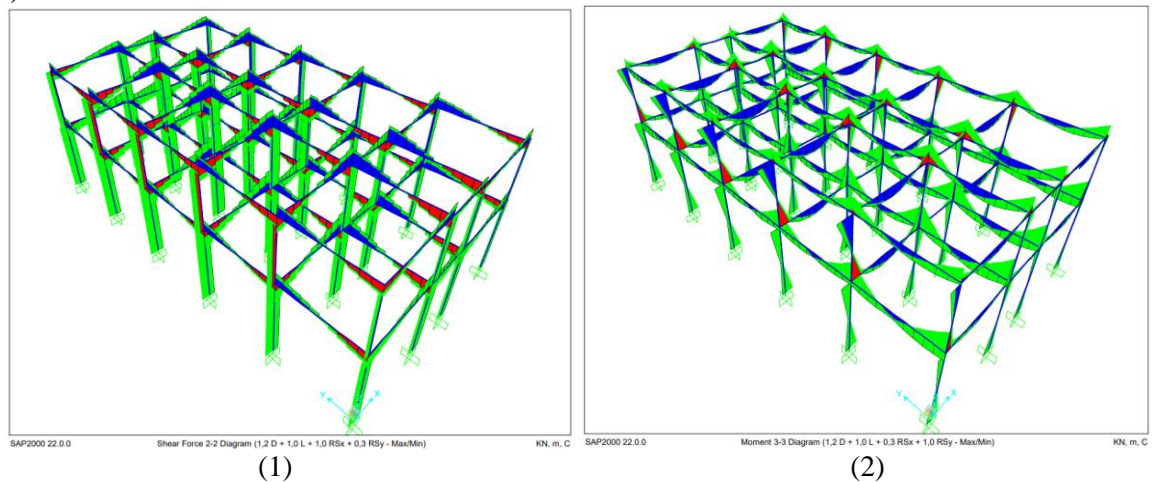 Y X
SAP2000 22.0.0 Shear Force 2-2 Diagram (1,2 D + 1,0 L + 1,0 RSx + 0,3 RSy - Max/Min) KN, m, C
(1)
Y X
SAP2000 22.0.0 Moment 3-3 Diagram (1,2 D + 1,0 L + 0,3 RSx + 1,0 RSy - Max/Min) KN, m, C
(2)